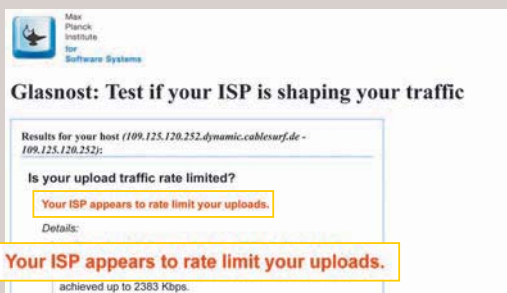 Max
Planck
Institute
for
Software Systems
Glasnost: Test if your ISP is shaping your traffic
Results for your host (109.125.120.252.dynamic.cablesurf.de -
109.125.120.252):
Is your upload traffic rate limited?
Your ISP appears to rate limit your uploads.
Details:
Your ISP appears to rate limit your uploads.
achieved up to 2383 Kbps.